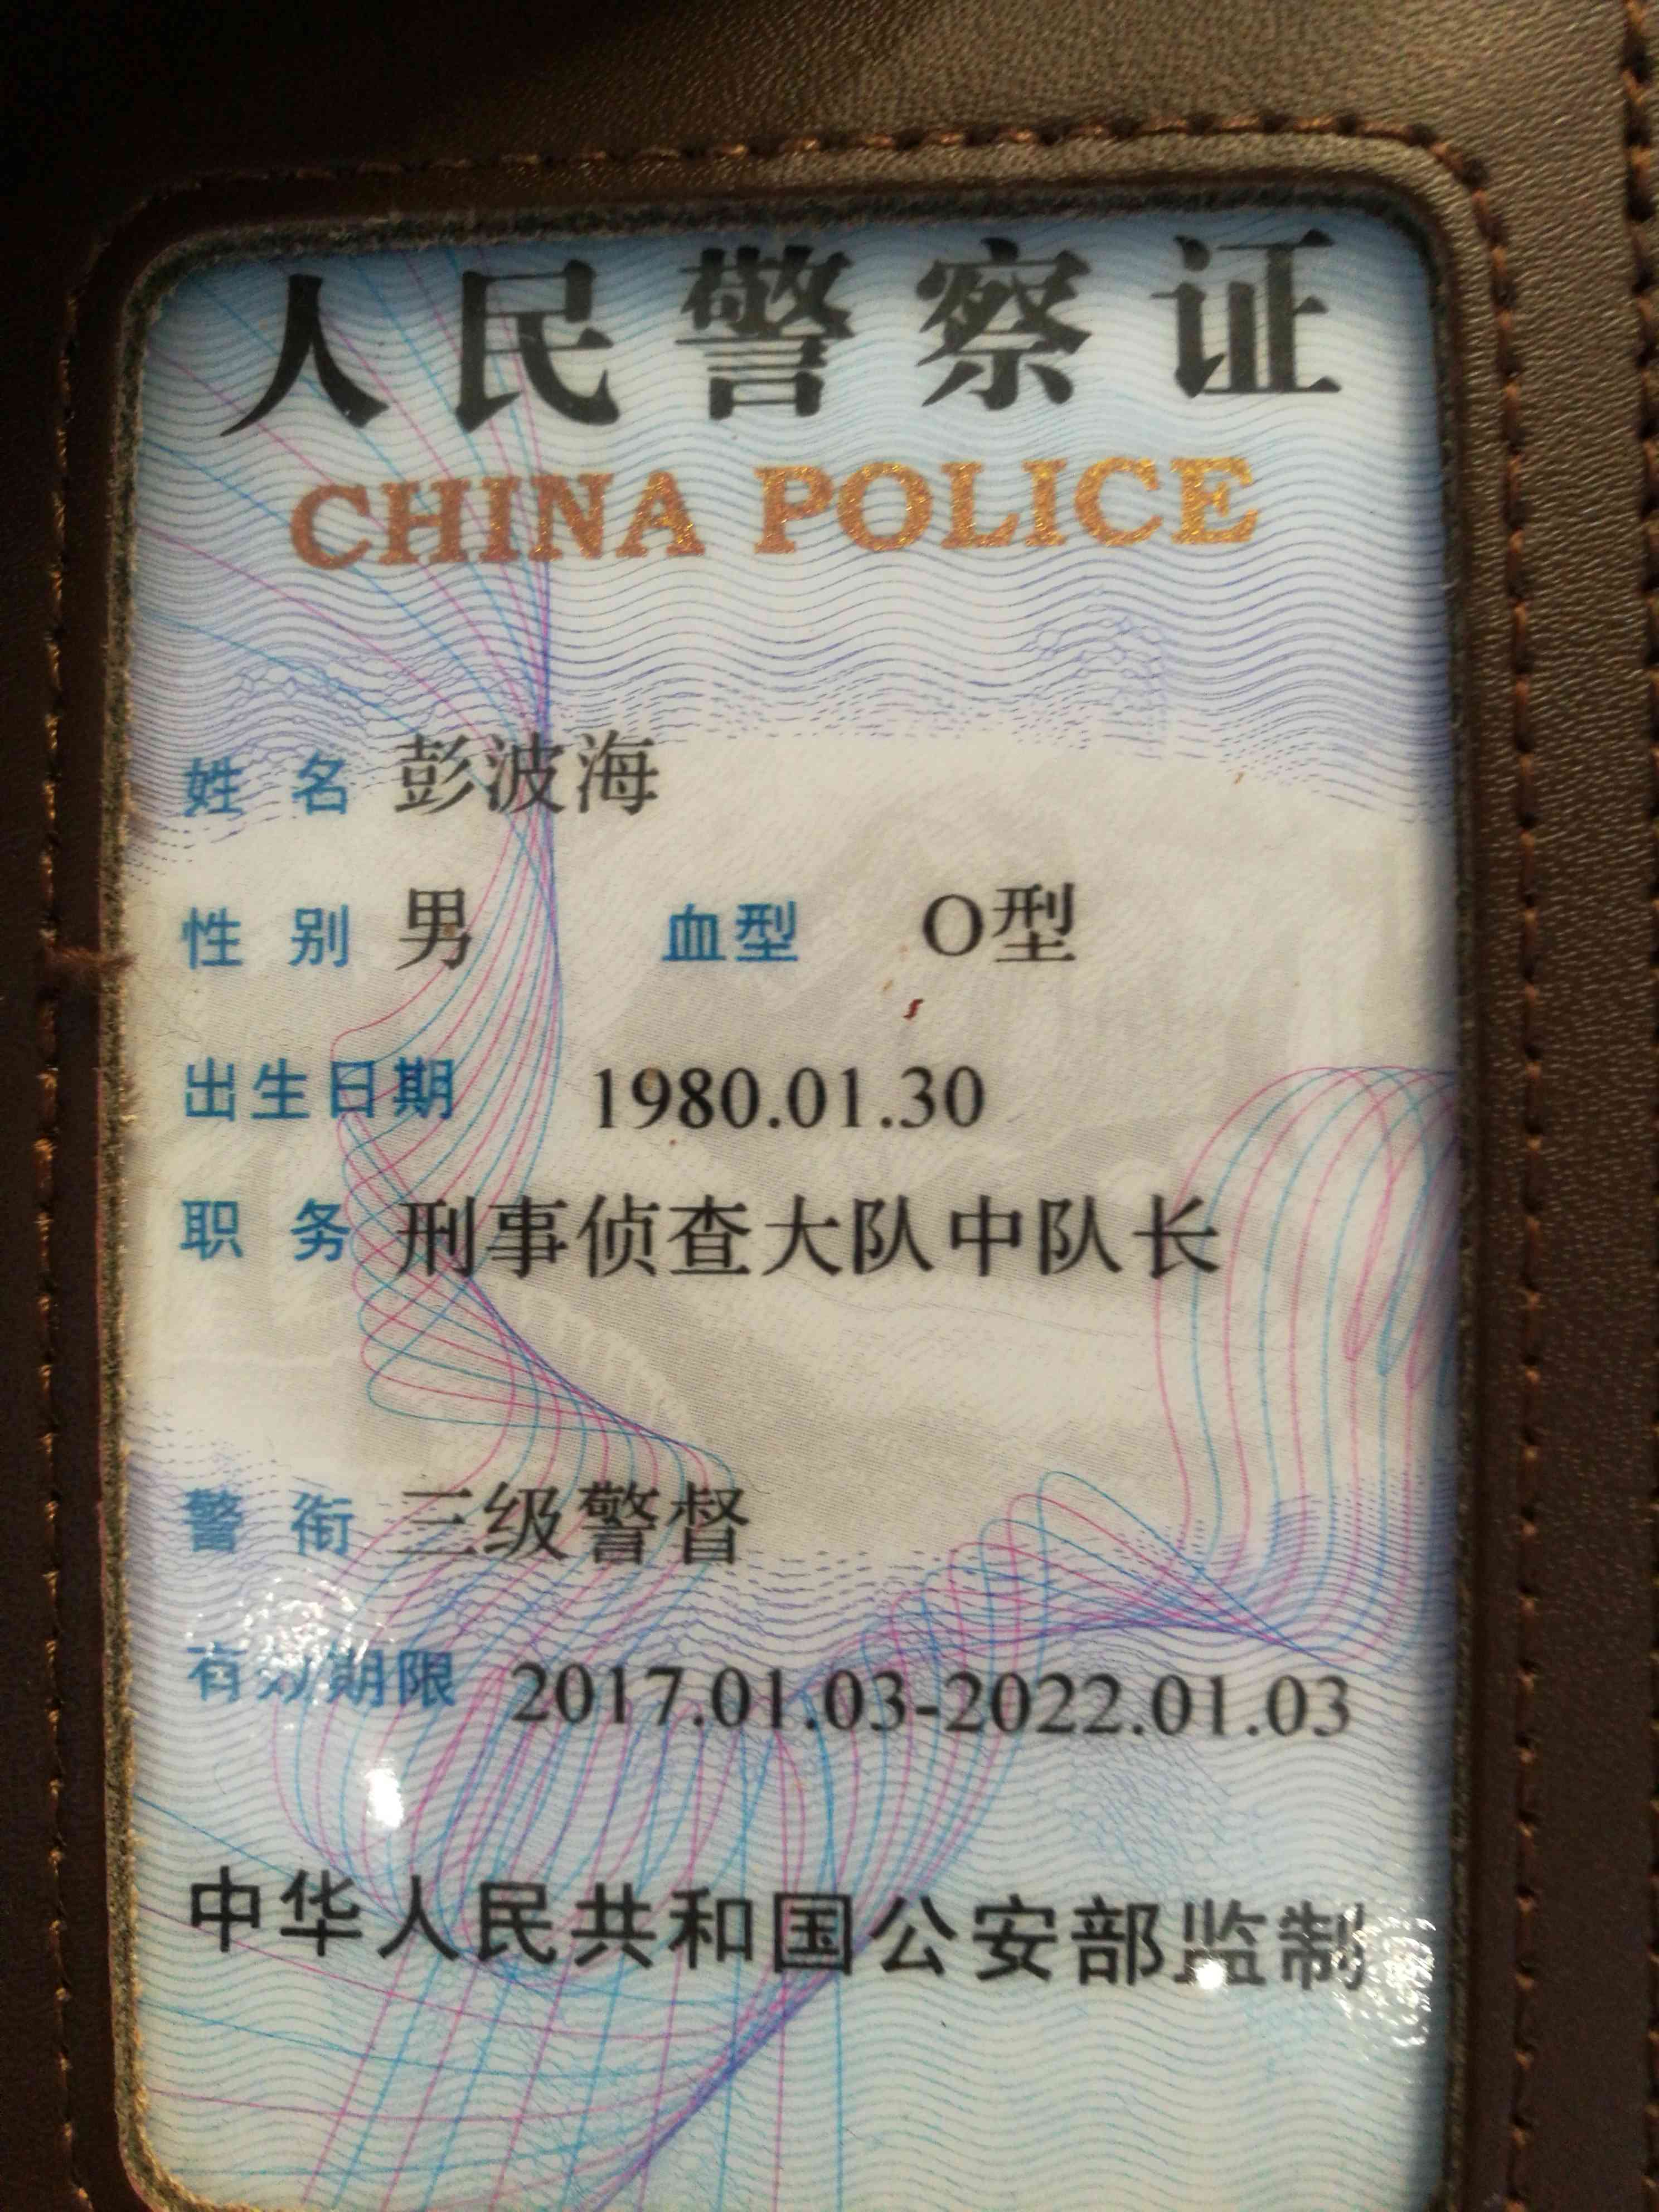 人民警察证
CHINA POLICE
姓名 彭波海
性别 男 血型 O型
出生日期 1980.01.30
职务 刑事侦查大队中队长
警衔 三级警督
有效期限 2017.01.03-2022.01.03
中华人民共和国公安部监制